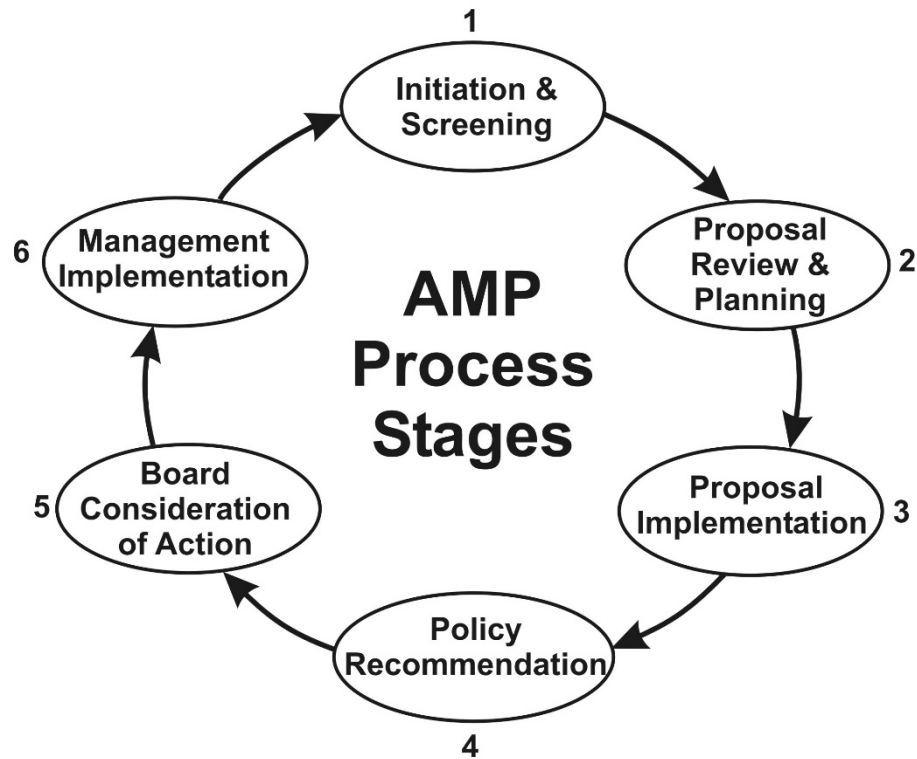 1
Initiation &
Screening
Proposal
Review &
Planning
2
Proposal
Implementation
3
Policy
Recommendation
4
Board
Consideration
of Action
5
Management
Implementation
6
AMP
Process
Stages